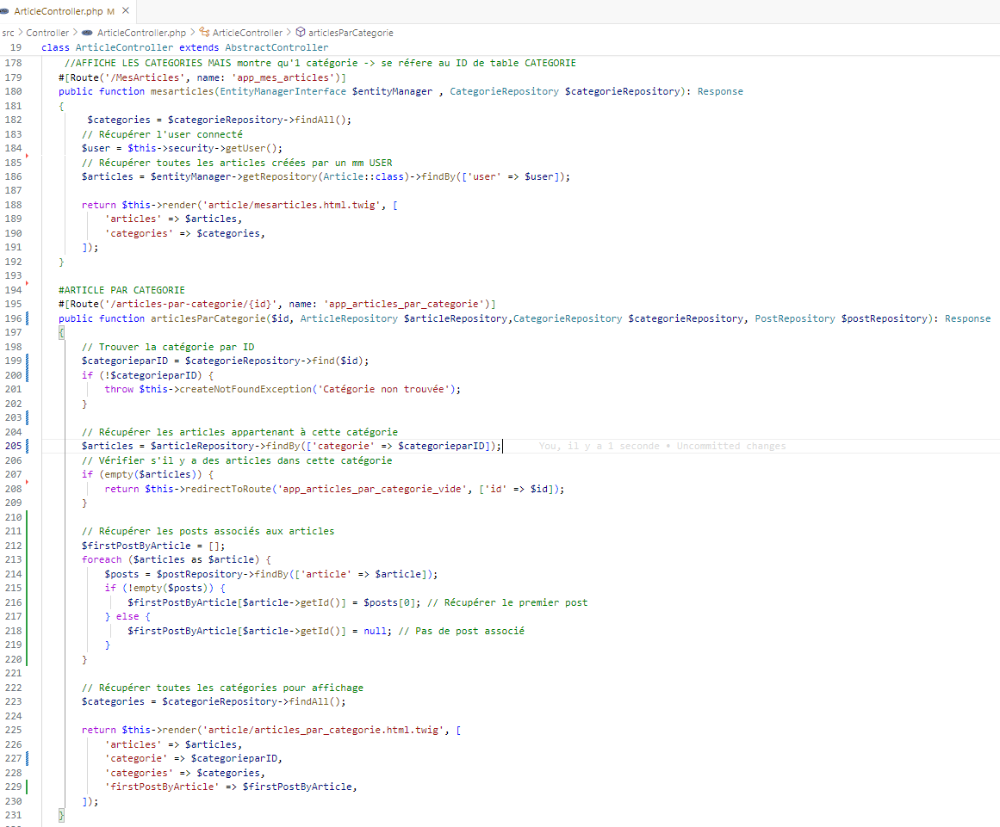 ArticleController.php M ×
src > Controller > ArticleController.php > ArticleController > articlesParCategorie
19 class ArticleController extends AbstractController
178 //AFFICHE LES CATEGORIES MAIS montre qu'1 catégorie -> se réfere au ID de table CATEGORIE
179 #[Route('/MesArticles', name: 'app_mes_articles')]
180 public function mesarticles(EntityManagerInterface $entityManager , CategorieRepository $categorieRepository): Response
181 {
182 $categories = $categorieRepository->findAll();
183 // Récupérer l'user connecté
184 $user = $this->security->getUser();
185 // Récupérer toutes les articles créées par un mm USER
186 $articles = $entityManager->getRepository(Article::class)->findBy(['user' => $user]);
187
188 return $this->render('article/mesarticles.html.twig', [
189 'articles' => $articles,
190 'categories' => $categories,
191 ]);
192 }
193
194 #ARTICLE PAR CATEGORIE
195 #[Route('/articles-par-categorie/{id}', name: 'app_articles_par_categorie')]
196 public function articlesParCategorie($id, ArticleRepository $articleRepository,CategorieRepository $categorieRepository, PostRepository $postRepository): Response
197 {
198 // Trouver la catégorie par ID
199 $categorieparID = $categorieRepository->find($id);
200 if (!$categorieparID) {
201 throw $this->createNotFoundException('Catégorie non trouvée');
202 }
203
204 // Récupérer les articles appartenant à cette catégorie
205 $articles = $articleRepository->findBy(['categorie' => $categorieparID]); You, il y a 1 seconde • Uncommitted changes
206 // Vérifier s'il y a des articles dans cette catégorie
207 if (empty($articles)) {
208 return $this->redirectToRoute('app_articles_par_categorie_vide', ['id' => $id]);
209 }
210
211 // Récupérer les posts associés aux articles
212 $firstPostByArticle = [];
213 foreach ($articles as $article) {
214 $posts = $postRepository->findBy(['article' => $article]);
215 if (!empty($posts)) {
216 $firstPostByArticle[$article->getId()] = $posts[0]; // Récupérer le premier post
217 } else {
218 $firstPostByArticle[$article->getId()] = null; // Pas de post associé
219 }
220 }
221
222 // Récupérer toutes les catégories pour affichage
223 $categories = $categorieRepository->findAll();
224
225 return $this->render('article/articles_par_categorie.html.twig', [
226 'articles' => $articles,
227 'categorie' => $categorieparID,
228 'categories' => $categories,
229 'firstPostByArticle' => $firstPostByArticle,
230 ]);
231 }